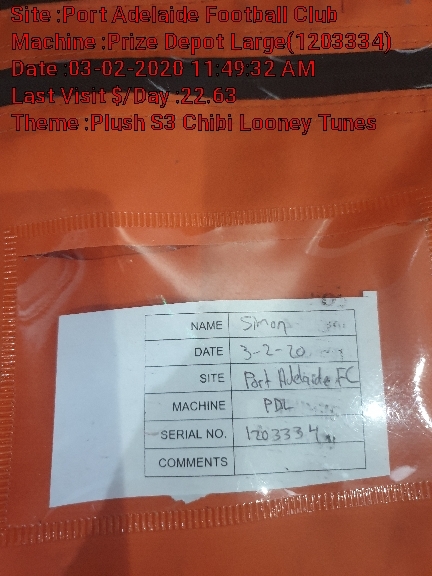 Site :Port Adelaide Football Club
Machine :Prize Depot Large(1203334)
Date :03-02-2020 11:49:32 AM
Last Visit $/Day :22.63
Theme :Plush S3 Chibi Looney Tunes
NAME Simon
DATE 3-2-20
SITE Port Adelaide FC
MACHINE PDL
SERIAL NO. 1203334
COMMENTS